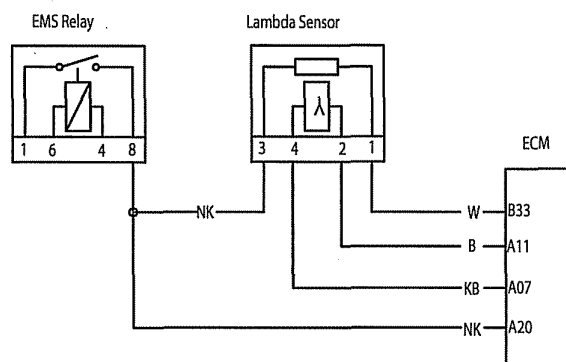 EMS Relay
Lambda Sensor
1 6 4 8
3 4 2 1
λ
ECM
NK
W B33
B A11
KB A07
NK A20